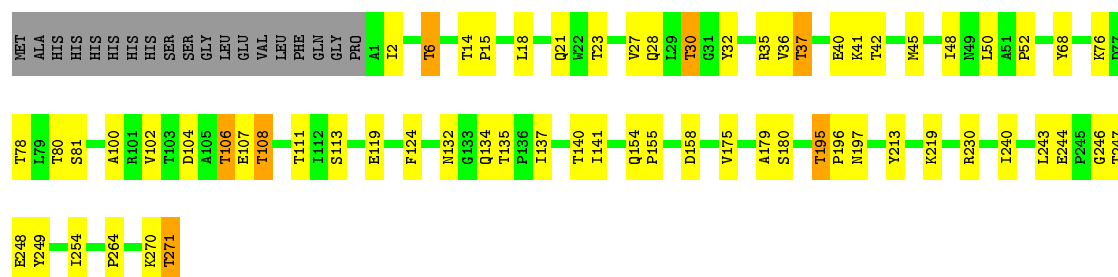 MET ALA HIS HIS HIS HIS HIS HIS SER SER GLY LEU GLU VAL LEU PHE GLN GLY PRO A1 I2 T6 T14 P15 L18 Q21 W22 T23 V27 Q28 L29 T30 G31 Y32 R35 V36 T37 E40 K41 T42 M45 I48 N49 L50 A51 P52 Y68 K76 P77
T78 L79 T80 S81 A100 R101 V102 T103 D104 A105 T106 E107 T108 T111 I112 S113 E119 F124 N132 G133 Q134 T135 P136 I137 T140 I141 Q154 P155 D158 V175 A179 S180 T195 P196 N197 Y213 K219 R230 I240 L243 E244 P245 G246 T247
E248 Y249 I254 P264 K270 T271